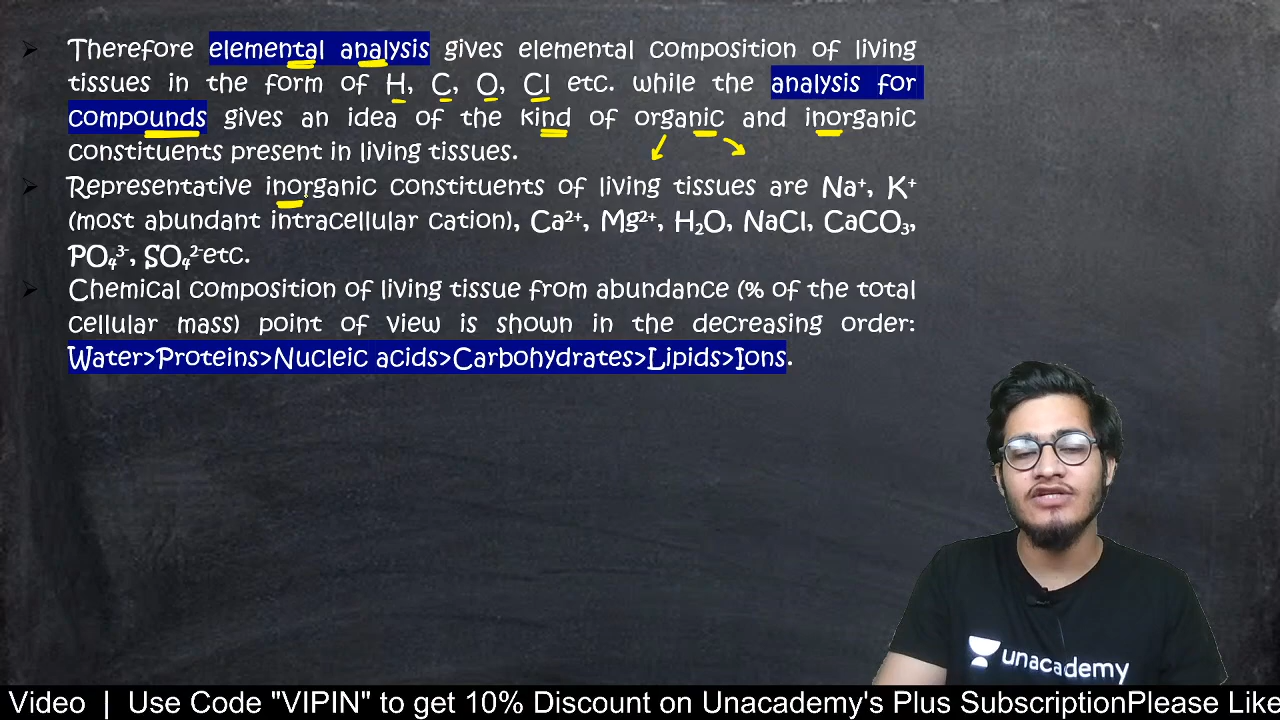 Therefore elemental analysis gives elemental composition of living
tissues in the form of H, C, O, Cl etc. while the analysis for
compounds gives an idea of the kind of organic and inorganic
constituents present in living tissues.
Representative inorganic constituents of living tissues are Na⁺, K⁺
(most abundant intracellular cation), Ca²⁺, Mg²⁺, H₂O, NaCl, CaCO₃,
PO₄³⁻, SO₄²⁻etc.
Chemical composition of living tissue from abundance (% of the total
cellular mass) point of view is shown in the decreasing order:
Water>Proteins>Nucleic acids>Carbohydrates>Lipids>Ions.
unacademy
Video | Use Code "VIPIN" to get 10% Discount on Unacademy's Plus SubscriptionPlease Like